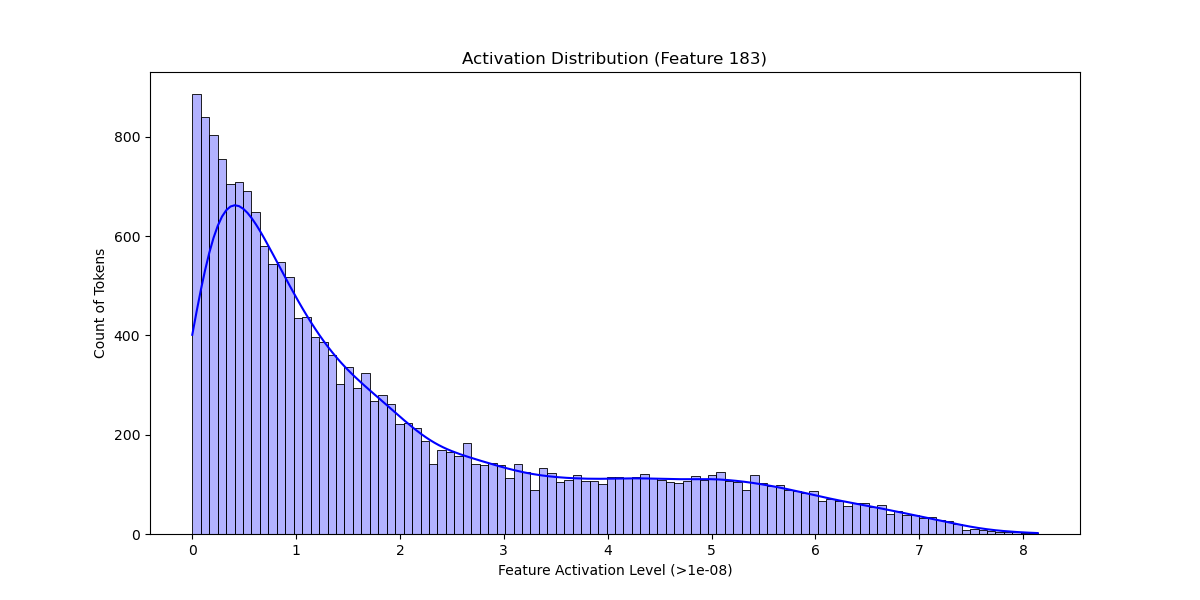 Activation Distribution (Feature 183)
Count of Tokens
800
600
400
200
0
0 1 2 3 4 5 6 7 8
Feature Activation Level (>1e-08)